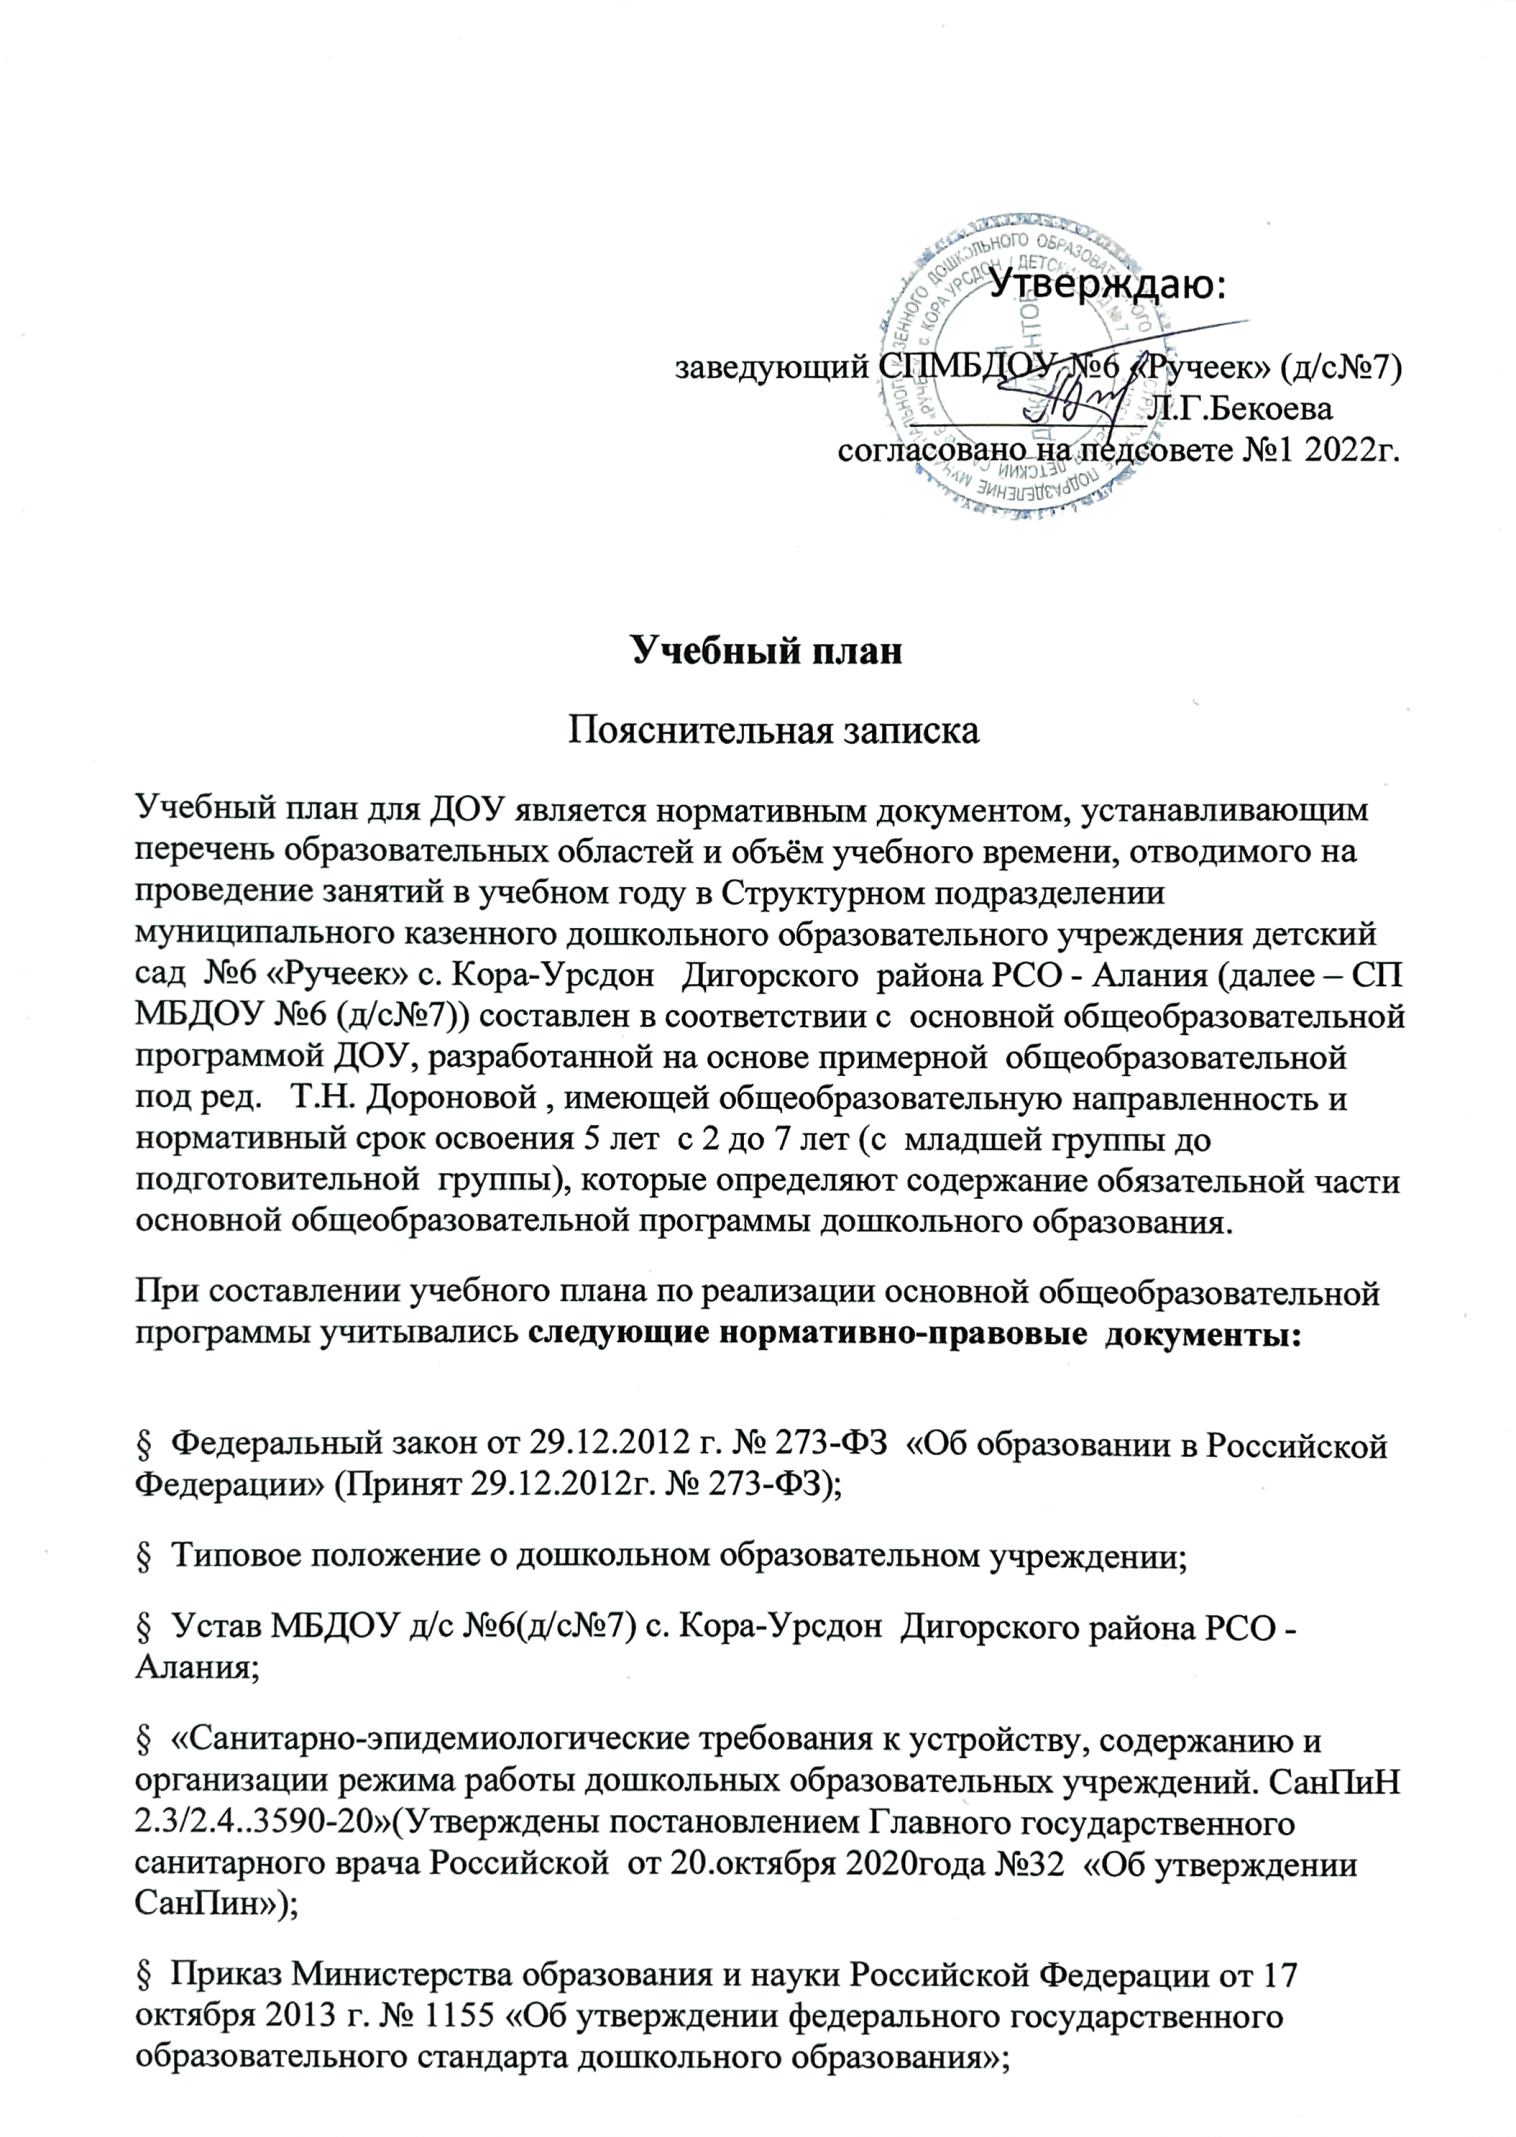 Утверждаю:
заведующий СПМБДОУ №6 «Ручеек» (д/с№7)
Л.Г.Бекоева
согласовано на педсовете №1 2022г.
Учебный план
Пояснительная записка
Учебный план для ДОУ является нормативным документом, устанавливающим
перечень образовательных областей и объём учебного времени, отводимого на
проведение занятий в учебном году в Структурном подразделении
муниципального казенного дошкольного образовательного учреждения детский
сад №6 «Ручеек» с. Кора-Урсдон Дигорского района РСО - Алания (далее – СП
МБДОУ №6 (д/с№7)) составлен в соответствии с основной общеобразовательной
программой ДОУ, разработанной на основе примерной общеобразовательной
под ред. Т.Н. Дороновой , имеющей общеобразовательную направленность и
нормативный срок освоения 5 лет с 2 до 7 лет (с младшей группы до
подготовительной группы), которые определяют содержание обязательной части
основной общеобразовательной программы дошкольного образования.
При составлении учебного плана по реализации основной общеобразовательной
программы учитывались следующие нормативно-правовые документы:
§ Федеральный закон от 29.12.2012 г. № 273-ФЗ «Об образовании в Российской
Федерации» (Принят 29.12.2012г. № 273-ФЗ);
§ Типовое положение о дошкольном образовательном учреждении;
§ Устав МБДОУ д/с №6(д/с№7) с. Кора-Урсдон Дигорского района РСО -
Алания;
§ «Санитарно-эпидемиологические требования к устройству, содержанию и
организации режима работы дошкольных образовательных учреждений. СанПиН
2.3/2.4..3590-20»(Утверждены постановлением Главного государственного
санитарного врача Российской от 20.октября 2020года №32 «Об утверждении
СанПин»);
§ Приказ Министерства образования и науки Российской Федерации от 17
октября 2013 г. № 1155 «Об утверждении федерального государственного
образовательного стандарта дошкольного образования»;